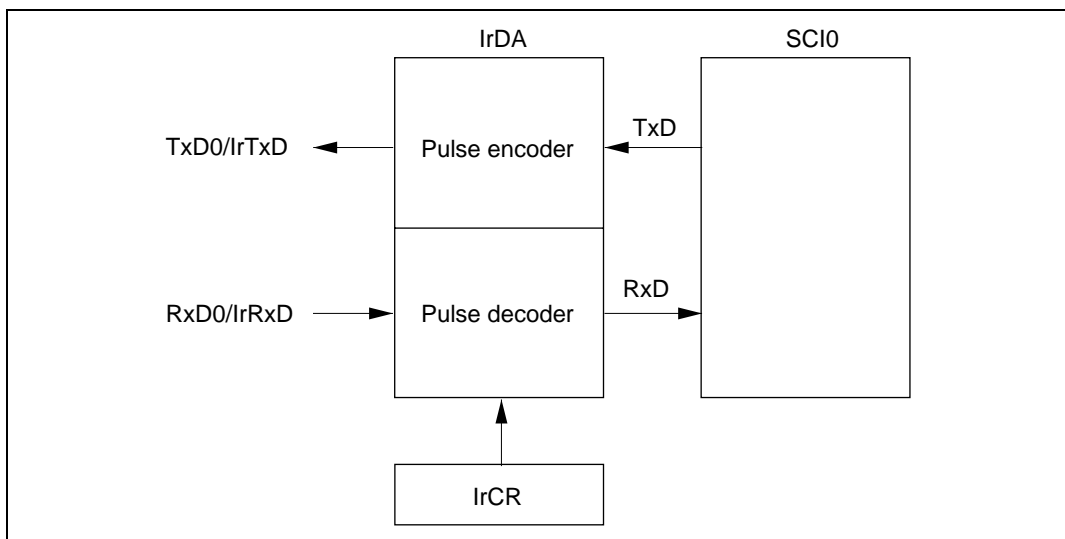 IrDA
SCI0
TxD0/IrTxD
Pulse encoder
TxD
RxD0/IrRxD
Pulse decoder
RxD
IrCR